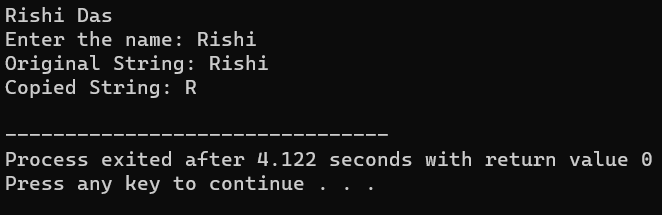 Rishi Das
Enter the name: Rishi
Original String: Rishi
Copied String: R
--------------------------------
Process exited after 4.122 seconds with return value 0
Press any key to continue . . .